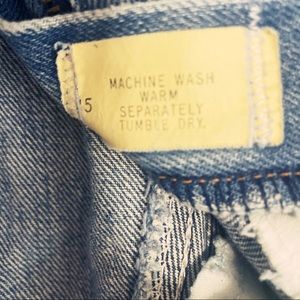 MACHINE WASH
WARM
SEPARATELY
TUMBLE DRY.
5